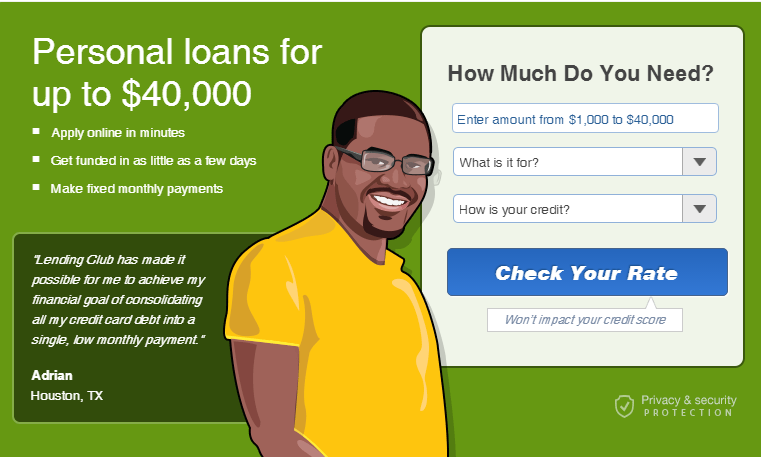 Personal loans for
up to $40,000
Apply online in minutes
Get funded in as little as a few days
Make fixed monthly payments
"Lending Club has made it
possible for me to achieve my
financial goal of consolidating
all my credit card debt into a
single, low monthly payment."
Adrian
Houston, TX
How Much Do You Need?
Enter amount from $1,000 to $40,000
What is it for?
How is your credit?
Check Your Rate
Won't impact your credit score
Privacy & security
PROTECTION